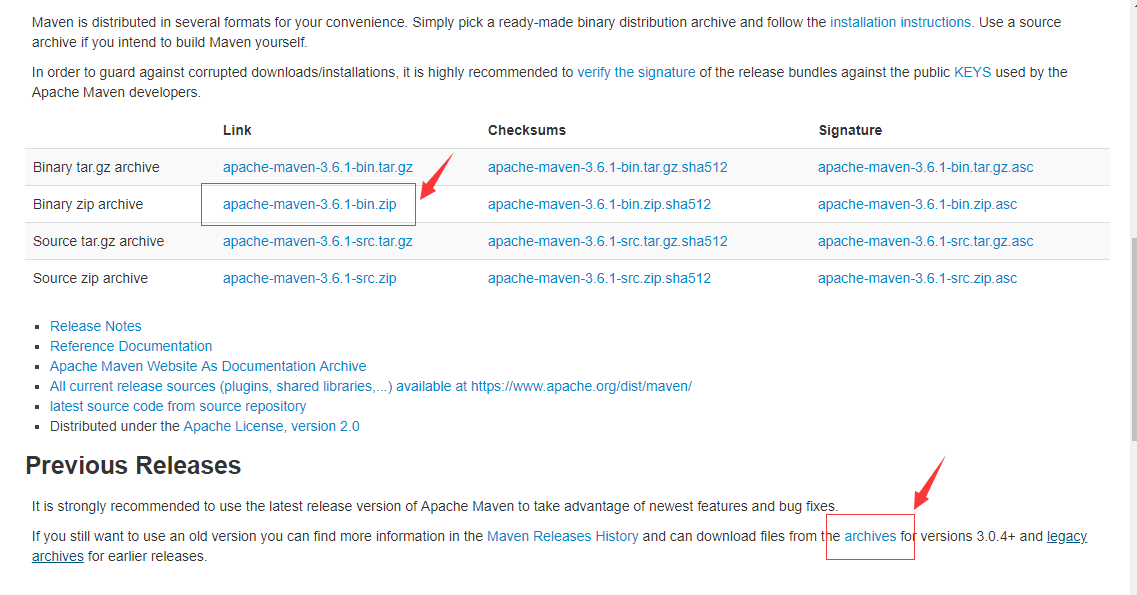 Maven is distributed in several formats for your convenience. Simply pick a ready-made binary distribution archive and follow the installation instructions. Use a source
archive if you intend to build Maven yourself.
In order to guard against corrupted downloads/installations, it is highly recommended to verify the signature of the release bundles against the public KEYS used by the
Apache Maven developers.
Link Checksums Signature
Binary tar.gz archive apache-maven-3.6.1-bin.tar.gz apache-maven-3.6.1-bin.tar.gz.sha512 apache-maven-3.6.1-bin.tar.gz.asc
Binary zip archive apache-maven-3.6.1-bin.zip apache-maven-3.6.1-bin.zip.sha512 apache-maven-3.6.1-bin.zip.asc
Source tar.gz archive apache-maven-3.6.1-src.tar.gz apache-maven-3.6.1-src.tar.gz.sha512 apache-maven-3.6.1-src.tar.gz.asc
Source zip archive apache-maven-3.6.1-src.zip apache-maven-3.6.1-src.zip.sha512 apache-maven-3.6.1-src.zip.asc
Release Notes
Reference Documentation
Apache Maven Website As Documentation Archive
All current release sources (plugins, shared libraries,...) available at https://www.apache.org/dist/maven/
latest source code from source repository
Distributed under the Apache License, version 2.0
Previous Releases
It is strongly recommended to use the latest release version of Apache Maven to take advantage of newest features and bug fixes.
If you still want to use an old version you can find more information in the Maven Releases History and can download files from the archives for versions 3.0.4+ and legacy
archives for earlier releases.